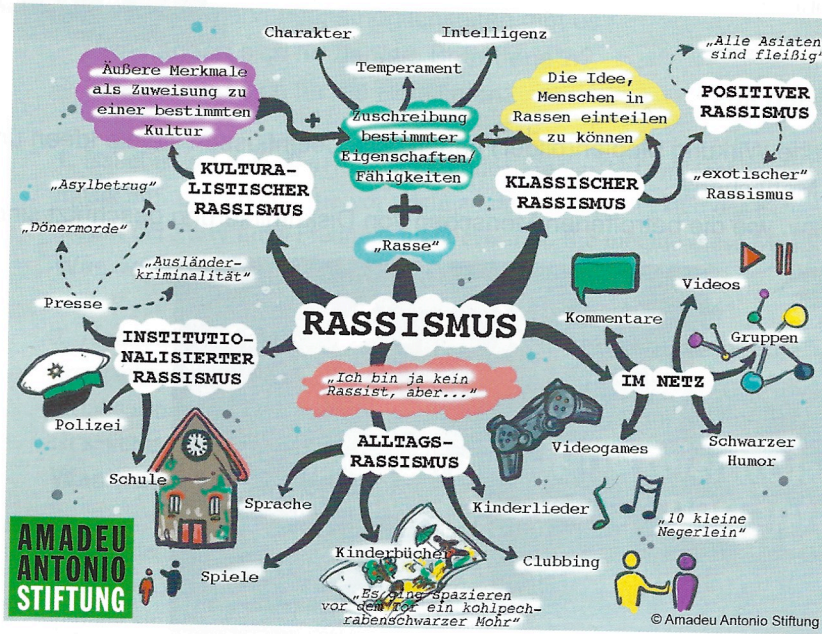 Charakter
Intelligenz
Temperament
„Alle Asiaten
sind fleißig“
Äußere Merkmale
als Zuweisung zu
einer bestimmten
Kultur
+
Zuschreibung
bestimmter
Eigenschaften/
Fähigkeiten
+
Die Idee,
Menschen in
Rassen einteilen
zu können
POSITIVER
RASSISMUS
„exotischer“
Rassismus
KULTURA-
LISTISCHER
RASSISMUS
KLASSISCHER
RASSISMUS
+
„Rasse“
„Asylbetrug“
„Dönermorde“
„Ausländer-
kriminalität“
Presse
RASSISMUS
INSTITUTIO-
NALISIERTER
RASSISMUS
Polizei
Schule
„Ich bin ja kein
Rassist, aber...“
Kommentare
Videos
Gruppen
IM NETZ
Videogames
Schwarzer
Humor
ALLTAGS-
RASSISMUS
Sprache
Spiele
Kinderbücher
„Es ging spazieren
vor dem Tor ein kohlpech-
rabenschwarzer Mohr“
Kinderlieder
„10 kleine
Negerlein“
Clubbing
AMADEU
ANTONIO
STIFTUNG
© Amadeu Antonio Stiftung